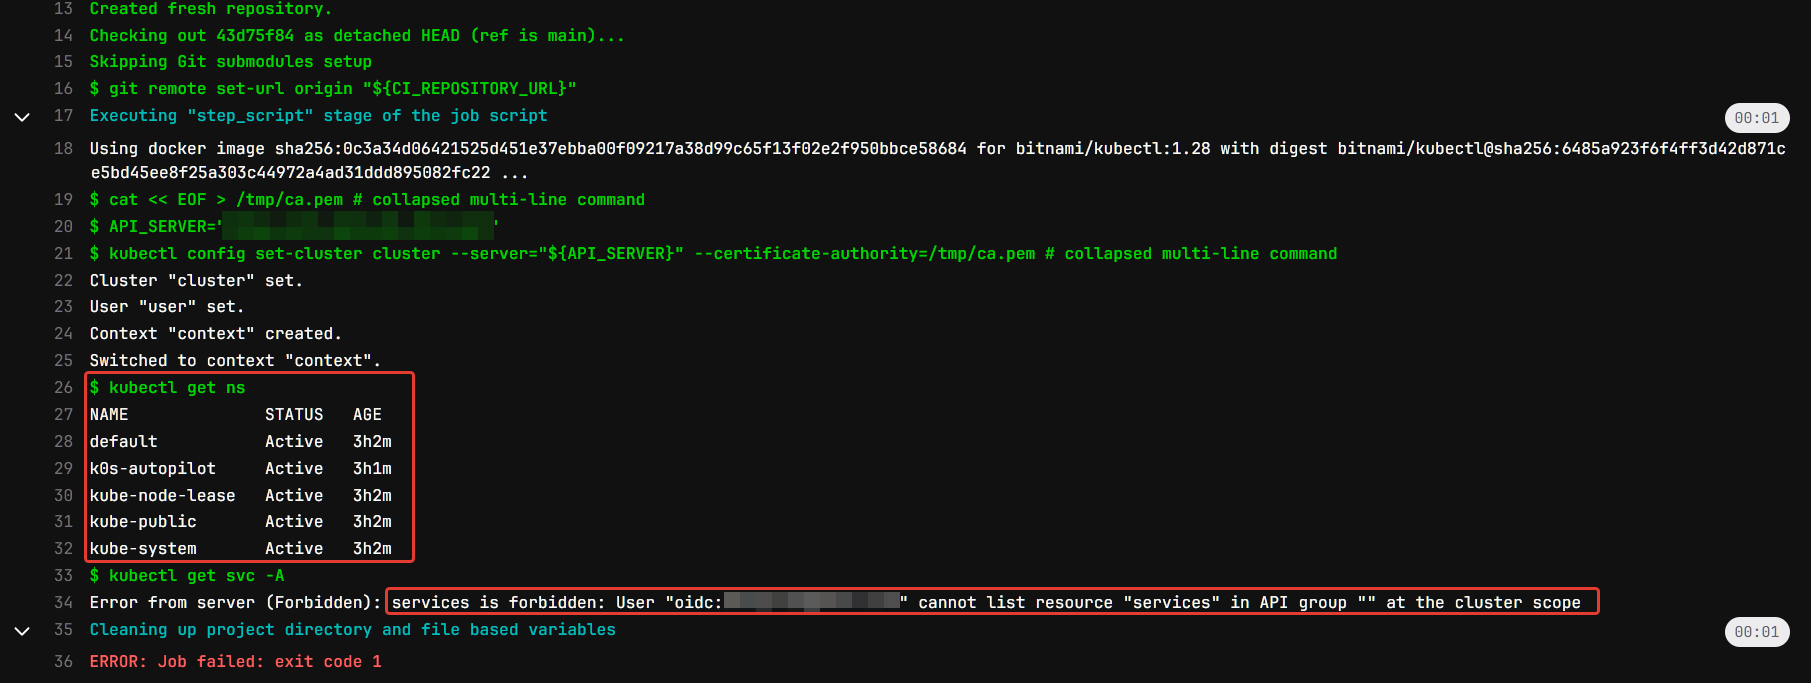 13 Created fresh repository.
14 Checking out 43d75f84 as detached HEAD (ref is main)...
15 Skipping Git submodules setup
16 $ git remote set-url origin "${CI_REPOSITORY_URL}"
17 Executing "step_script" stage of the job script 00:01
18 Using docker image sha256:0c3a34d06421525d451e37ebba00f09217a38d99c65f13f02e2f950bbce58684 for bitnami/kubectl:1.28 with digest bitnami/kubectl@sha256:6485a923f6f4ff3d42d871c
e5bd45ee8f25a303c44972a4ad31ddd895082fc22 ...
19 $ cat << EOF > /tmp/ca.pem # collapsed multi-line command
20 $ API_SERVER=' '
21 $ kubectl config set-cluster cluster --server="${API_SERVER}" --certificate-authority=/tmp/ca.pem # collapsed multi-line command
22 Cluster "cluster" set.
23 User "user" set.
24 Context "context" created.
25 Switched to context "context".
26 $ kubectl get ns
27 NAME STATUS AGE
28 default Active 3h2m
29 k0s-autopilot Active 3h1m
30 kube-node-lease Active 3h2m
31 kube-public Active 3h2m
32 kube-system Active 3h2m
33 $ kubectl get svc -A
34 Error from server (Forbidden): services is forbidden: User "oidc: " cannot list resource "services" in API group "" at the cluster scope
35 Cleaning up project directory and file based variables 00:01
36 ERROR: Job failed: exit code 1